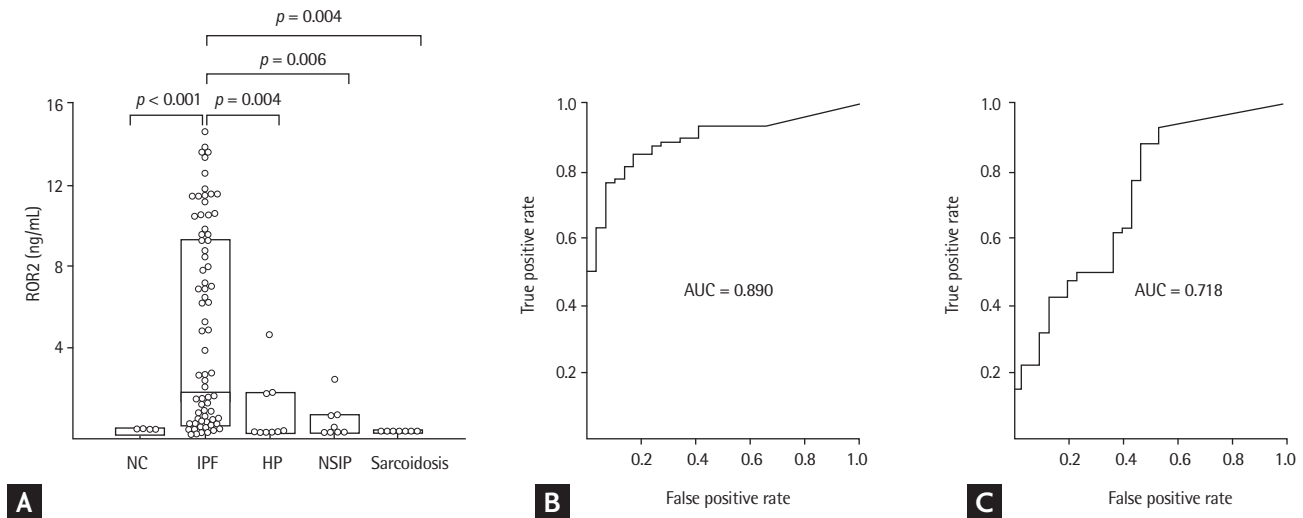 p = 0.004
p = 0.006
p < 0.001
p = 0.004
16
12
8
4
ROR2 (ng/mL)
NC
IPF
HP
NSIP
Sarcoidosis
A
1.0
0.8
0.6
0.4
0.2
True positive rate
AUC = 0.890
0.2
0.4
0.6
0.8
1.0
False positive rate
B
1.0
0.8
0.6
0.4
0.2
True positive rate
AUC = 0.718
0.2
0.4
0.6
0.8
1.0
False positive rate
C